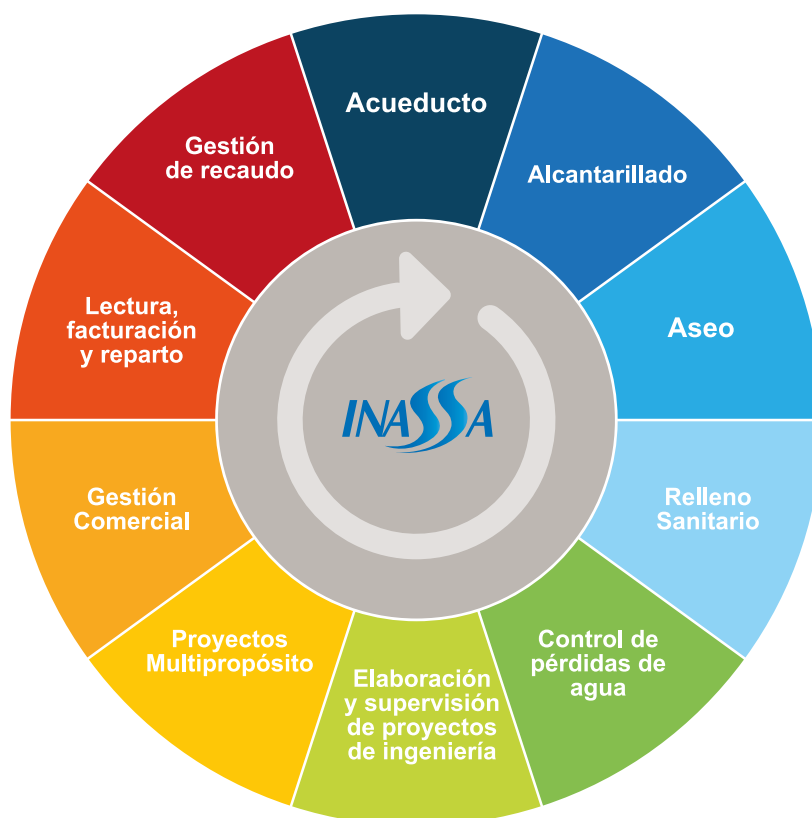 Acueducto
Alcantarillado
Aseo
Relleno
Sanitario
Control de
pérdidas de
agua
Elaboración
y supervisión
de proyectos
de ingeniería
Proyectos
Multipropósito
Gestión
Comercial
Lectura,
facturación
y reparto
Gestión
de recaudo
INASSA